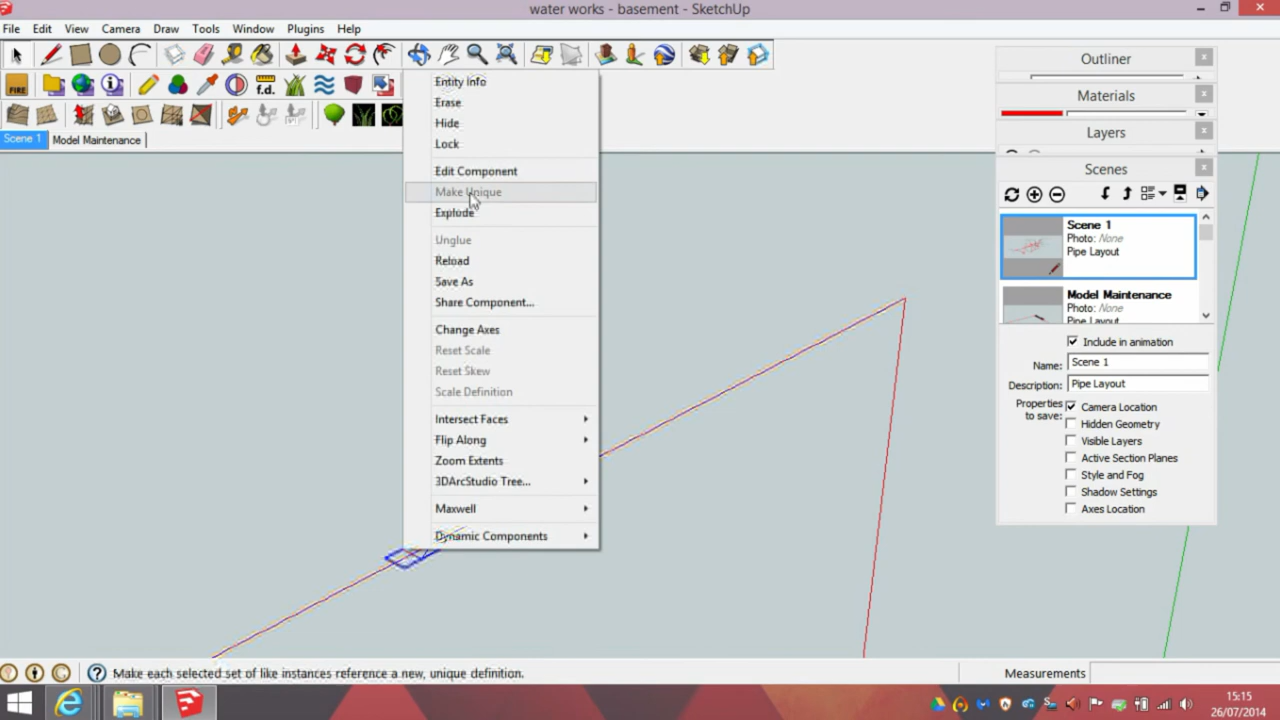 water works - basement - SketchUp
File Edit View Camera Draw Tools Window Plugins Help
FIRE
f.d.
Scene 1 Model Maintenance
Entity Info
Erase
Hide
Lock
Edit Component
Make Unique
Explode
Unglue
Reload
Save As
Share Component...
Change Axes
Reset Scale
Reset Skew
Scale Definition
Intersect Faces
Flip Along
Zoom Extents
3DArcStudio Tree...
Maxwell
Dynamic Components
Outliner
Materials
Layers
Scenes
Scene 1
Photo: None
Pipe Layout
Model Maintenance
Photo: None
Pipe Layout
Include in animation
Name: Scene 1
Description: Pipe Layout
Properties to save:
Camera Location
Hidden Geometry
Visible Layers
Active Section Planes
Style and Fog
Shadow Settings
Axes Location
Make each selected set of like instances reference a new, unique definition.
Measurements
15:15
26/07/2014